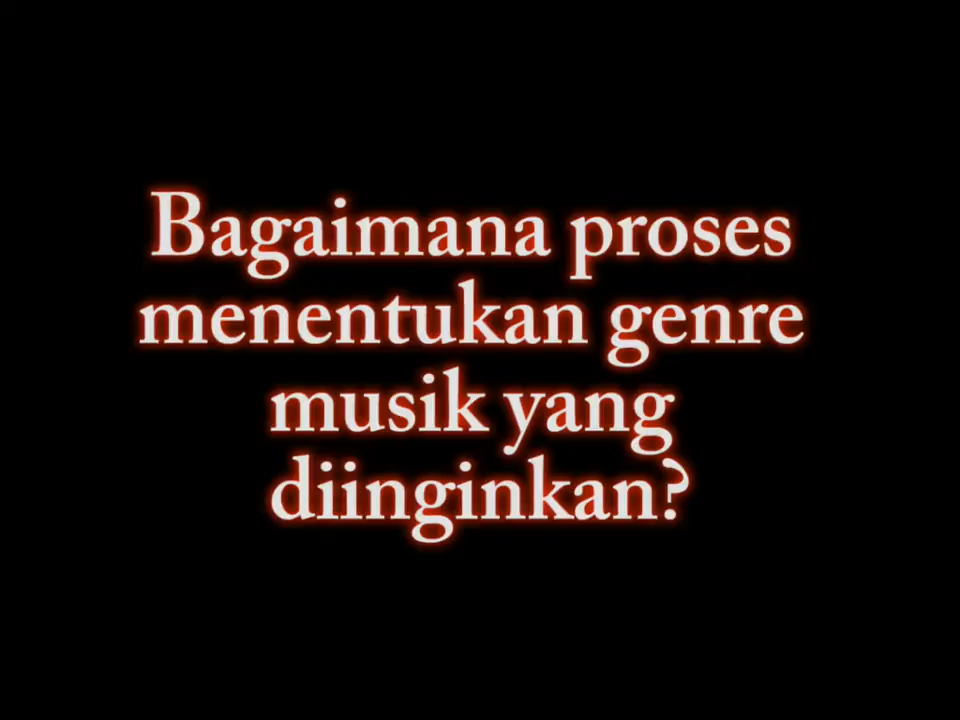 Bagaimana proses
menentukan genre
musik yang
diinginkan?